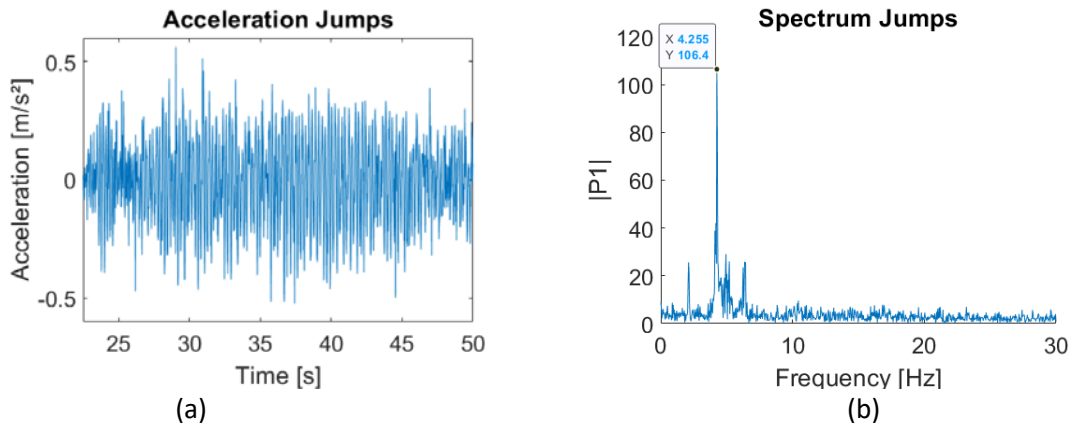 Acceleration Jumps
Acceleration [m/s²]
0.5
0
-0.5
25 30 35 40 45 50
Time [s]
(a)
Spectrum Jumps
X 4.255
Y 106.4
|P1|
120
100
80
60
40
20
0
0 10 20 30
Frequency [Hz]
(b)